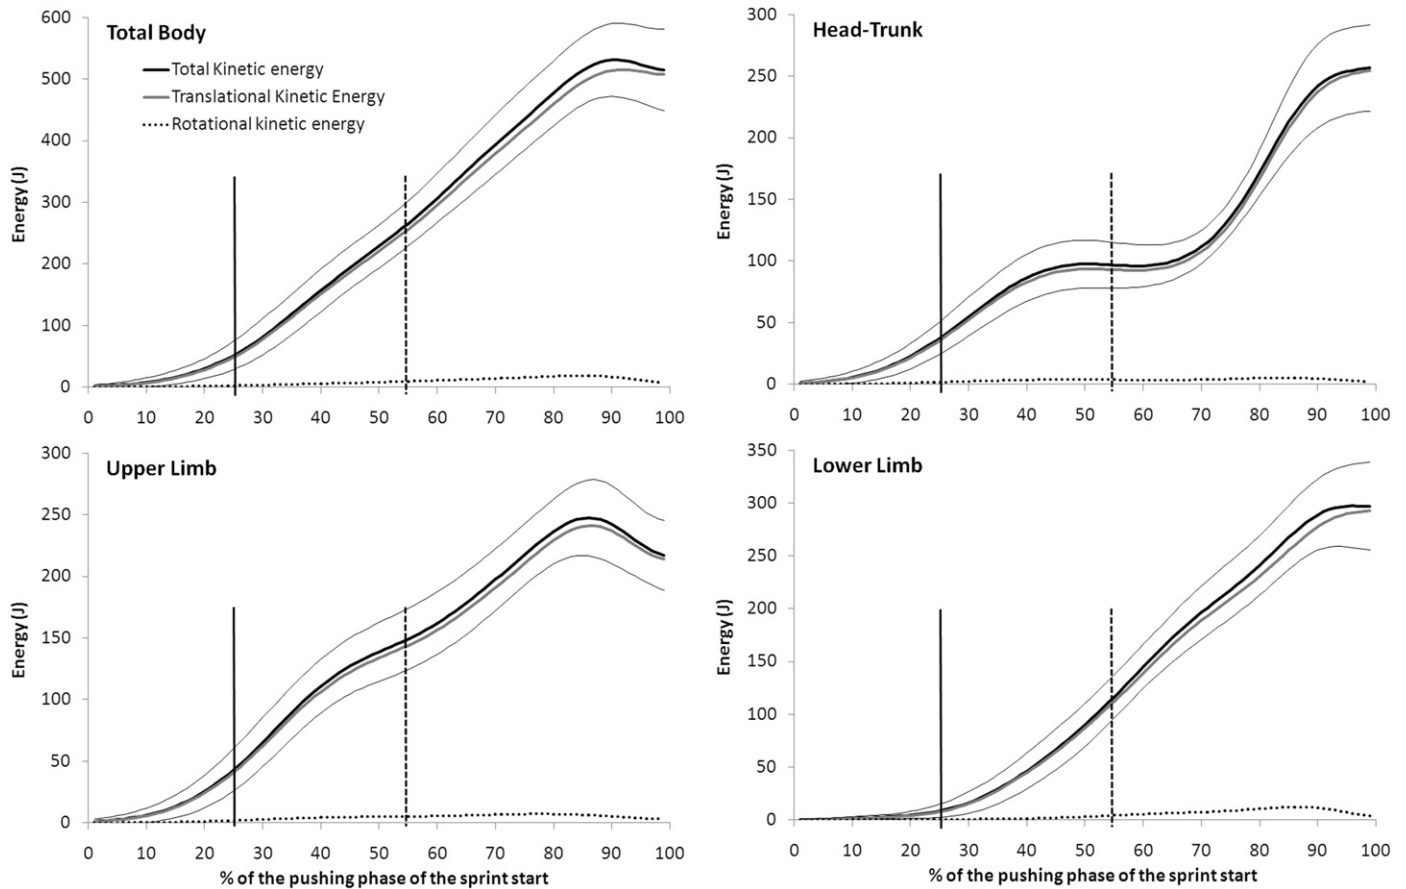 Total Body
Total Kinetic energy
Translational Kinetic Energy
Rotational kinetic energy
Energy (J)
600
500
400
300
200
100
0
0 10 20 30 40 50 60 70 80 90 100
Head-Trunk
Energy (J)
300
250
200
150
100
50
0
0 10 20 30 40 50 60 70 80 90 100
Upper Limb
Energy (J)
300
250
200
150
100
50
0
0 10 20 30 40 50 60 70 80 90 100
% of the pushing phase of the sprint start
Lower Limb
Energy (J)
350
300
250
200
150
100
50
0
0 10 20 30 40 50 60 70 80 90 100
% of the pushing phase of the sprint start